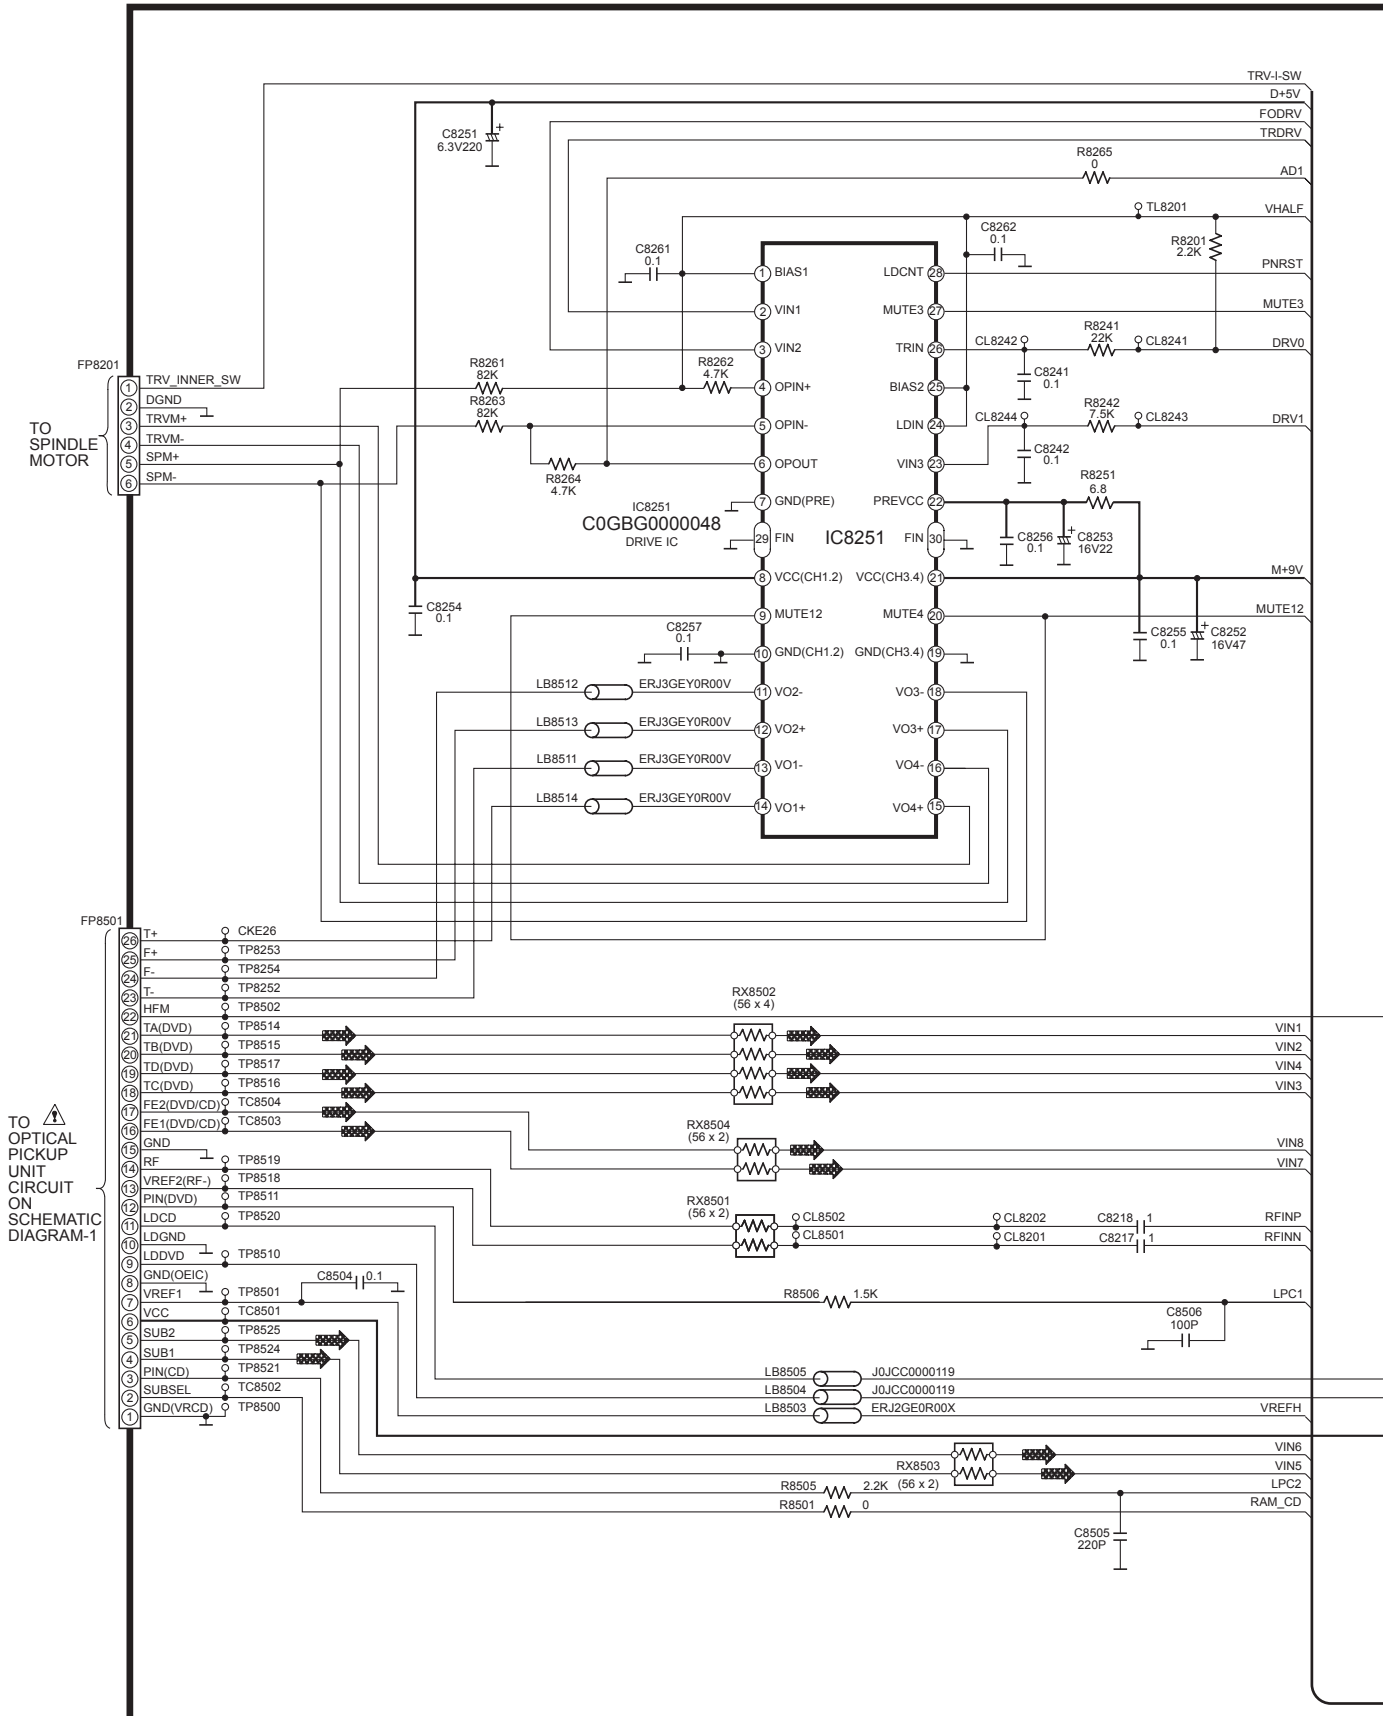 TRV-I-SW
D+5V
FODRV
TRDRV
AD1
VHALF
PNRST
MUTE3
DRV0
DRV1
M+9V
MUTE12
C8251
6.3V220
R8265
0
TL8201
C8262
0.1
R8201
2.2K
C8261
0.1
R8261
82K
R8262
4.7K
R8263
82K
R8264
4.7K
CL8242
R8241
22K
CL8241
C8241
0.1
CL8244
R8242
7.5K
CL8243
C8242
0.1
R8251
6.8
C8256
0.1
C8253
16V22
C8255
0.1
C8252
16V47
C8254
0.1
C8257
0.1
IC8251
C0GBG0000048
DRIVE IC
IC8251
1 BIAS1
2 VIN1
3 VIN2
4 OPIN+
5 OPIN-
6 OPOUT
7 GND(PRE)
29 FIN
8 VCC(CH1.2)
9 MUTE12
10 GND(CH1.2)
11 VO2-
12 VO2+
13 VO1-
14 VO1+
LDCNT 28
MUTE3 27
TRIN 26
BIAS2 25
LDIN 24
VIN3 23
PREVCC 22
FIN 30
VCC(CH3.4) 21
MUTE4 20
GND(CH3.4) 19
VO3- 18
VO3+ 17
VO4- 16
VO4+ 15
LB8512 ERJ3GEY0R00V
LB8513 ERJ3GEY0R00V
LB8511 ERJ3GEY0R00V
LB8514 ERJ3GEY0R00V
FP8201
TO
SPINDLE
MOTOR
1 TRV_INNER_SW
2 DGND
3 TRVM+
4 TRVM-
5 SPM+
6 SPM-
FP8501
TO
OPTICAL
PICKUP
UNIT
CIRCUIT
ON
SCHEMATIC
DIAGRAM-1
26 T+ CKE26
25 F+ TP8253
24 F- TP8254
23 T- TP8252
22 HFM TP8502
21 TA(DVD) TP8514
20 TB(DVD) TP8515
19 TD(DVD) TP8517
18 TC(DVD) TP8516
17 FE2(DVD/CD) TC8504
16 FE1(DVD/CD) TC8503
15 GND
14 RF TP8519
13 VREF2(RF-) TP8518
12 PIN(DVD) TP8511
11 LDCD TP8520
10 LDGND
9 LDDVD TP8510
8 GND(OEIC)
7 VREF1 TP8501
6 VCC TC8501
5 SUB2 TP8525
4 SUB1 TP8524
3 PIN(CD) TP8521
2 SUBSEL TC8502
1 GND(VRCD) TP8500
C8504 0.1
RX8502
(56 x 4)
VIN1
VIN2
VIN4
VIN3
RX8504
(56 x 2)
VIN8
VIN7
RX8501
(56 x 2)
CL8502 CL8202 C8218 1 RFINP
CL8501 CL8201 C8217 1 RFINN
R8506 1.5K LPC1
C8506
100P
LB8505 J0JCC0000119
LB8504 J0JCC0000119
LB8503 ERJ2GE0R00X VREFH
RX8503
(56 x 2)
VIN6
VIN5
R8505 2.2K LPC2
R8501 0 RAM_CD
C8505
220P